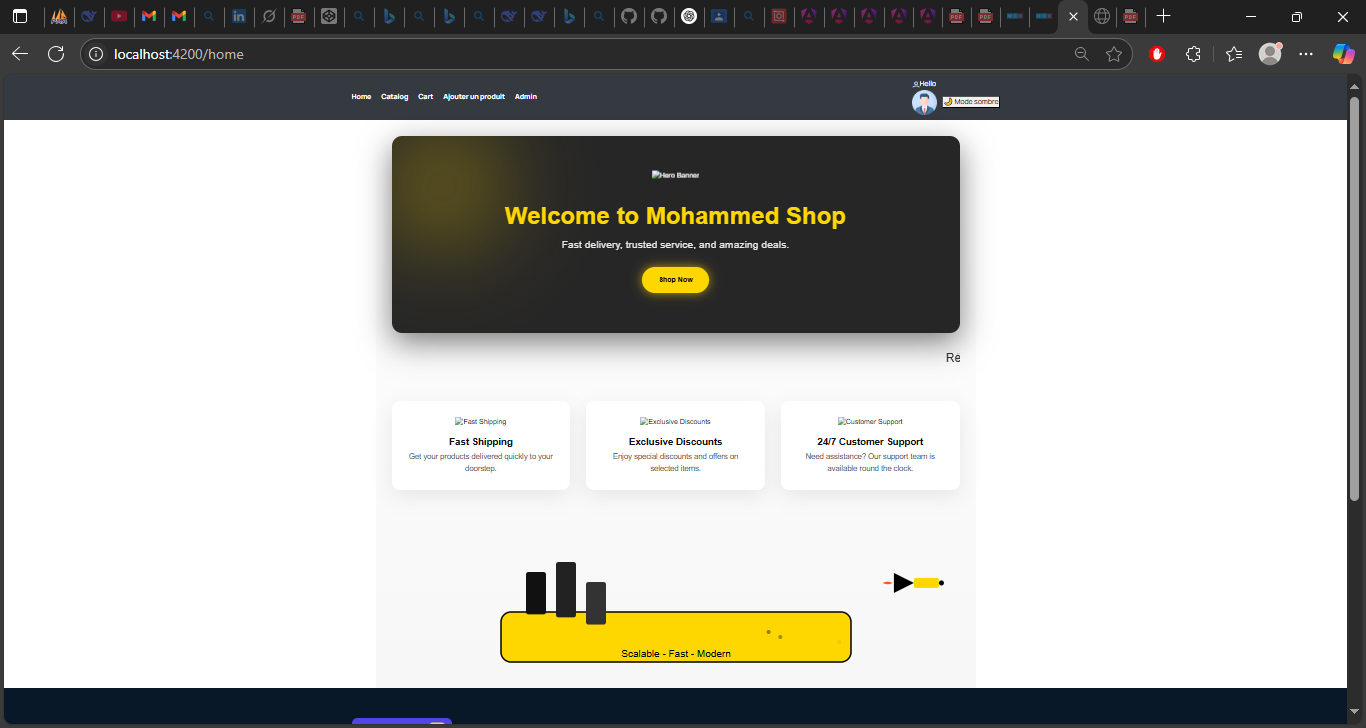 localhost:4200/home
Home Catalog Cart Ajouter un produit Admin
Hello
🌙 Mode sombre
Hero Banner
Welcome to Mohammed Shop
Fast delivery, trusted service, and amazing deals.
Shop Now
Re
Fast Shipping
Fast Shipping
Get your products delivered quickly to your
doorstep.
Exclusive Discounts
Exclusive Discounts
Enjoy special discounts and offers on
selected items.
Customer Support
24/7 Customer Support
Need assistance? Our support team is
available round the clock.
Scalable - Fast - Modern